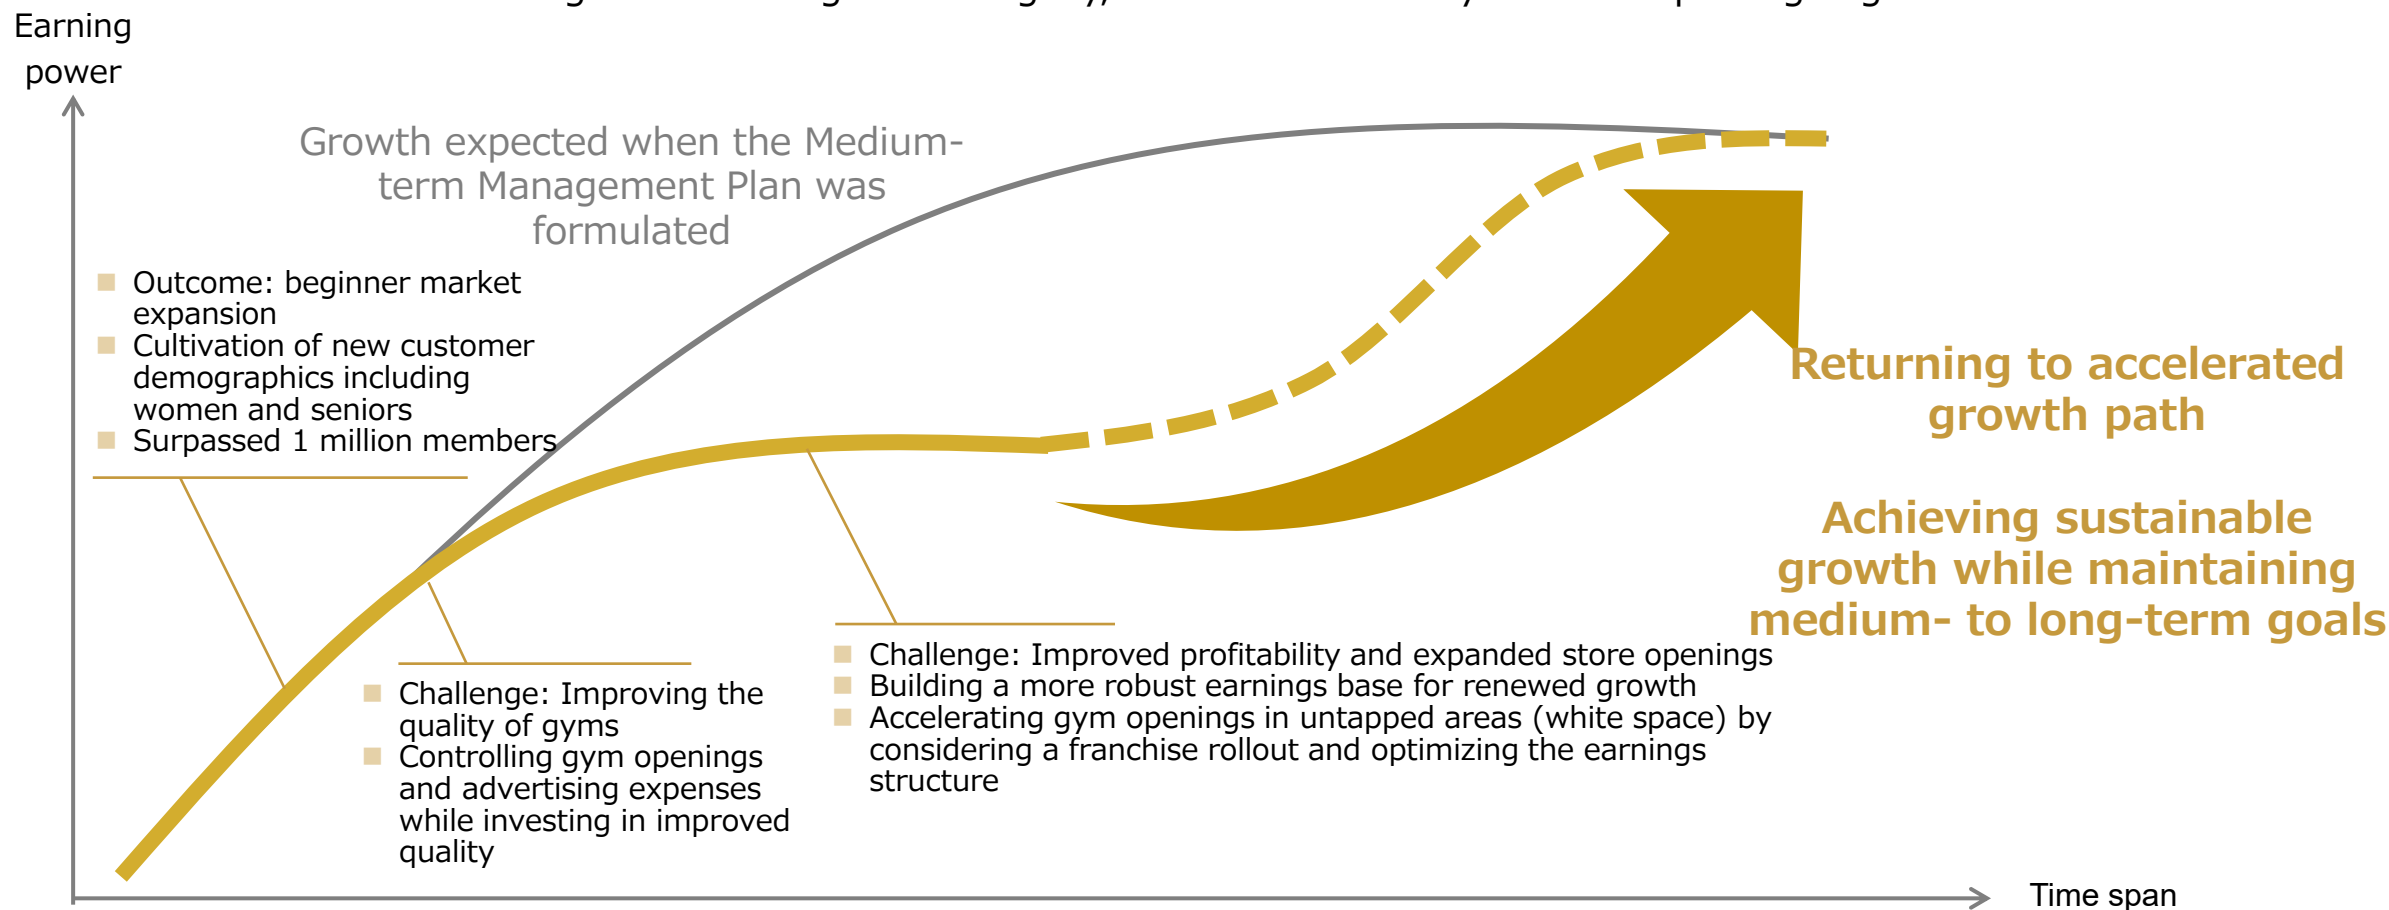 Earning
power
Growth expected when the Medium-
term Management Plan was
formulated
■ Outcome: beginner market
expansion
■ Cultivation of new customer
demographics including
women and seniors
■ Surpassed 1 million members
Returning to accelerated
growth path
Achieving sustainable
growth while maintaining
medium- to long-term goals
■ Challenge: Improving the
quality of gyms
■ Controlling gym openings
and advertising expenses
while investing in improved
quality
■ Challenge: Improved profitability and expanded store openings
■ Building a more robust earnings base for renewed growth
■ Accelerating gym openings in untapped areas (white space) by
considering a franchise rollout and optimizing the earnings
structure
Time span